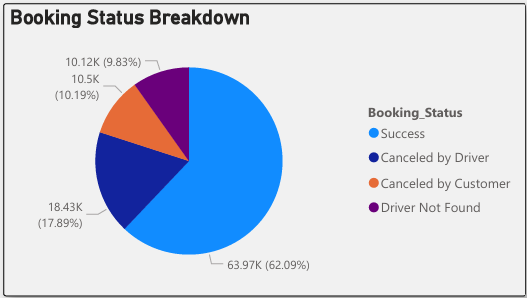 Booking Status Breakdown
10.12K (9.83%)
10.5K
(10.19%)
Booking_Status
Success
Canceled by Driver
Canceled by Customer
Driver Not Found
18.43K
(17.89%)
63.97K (62.09%)